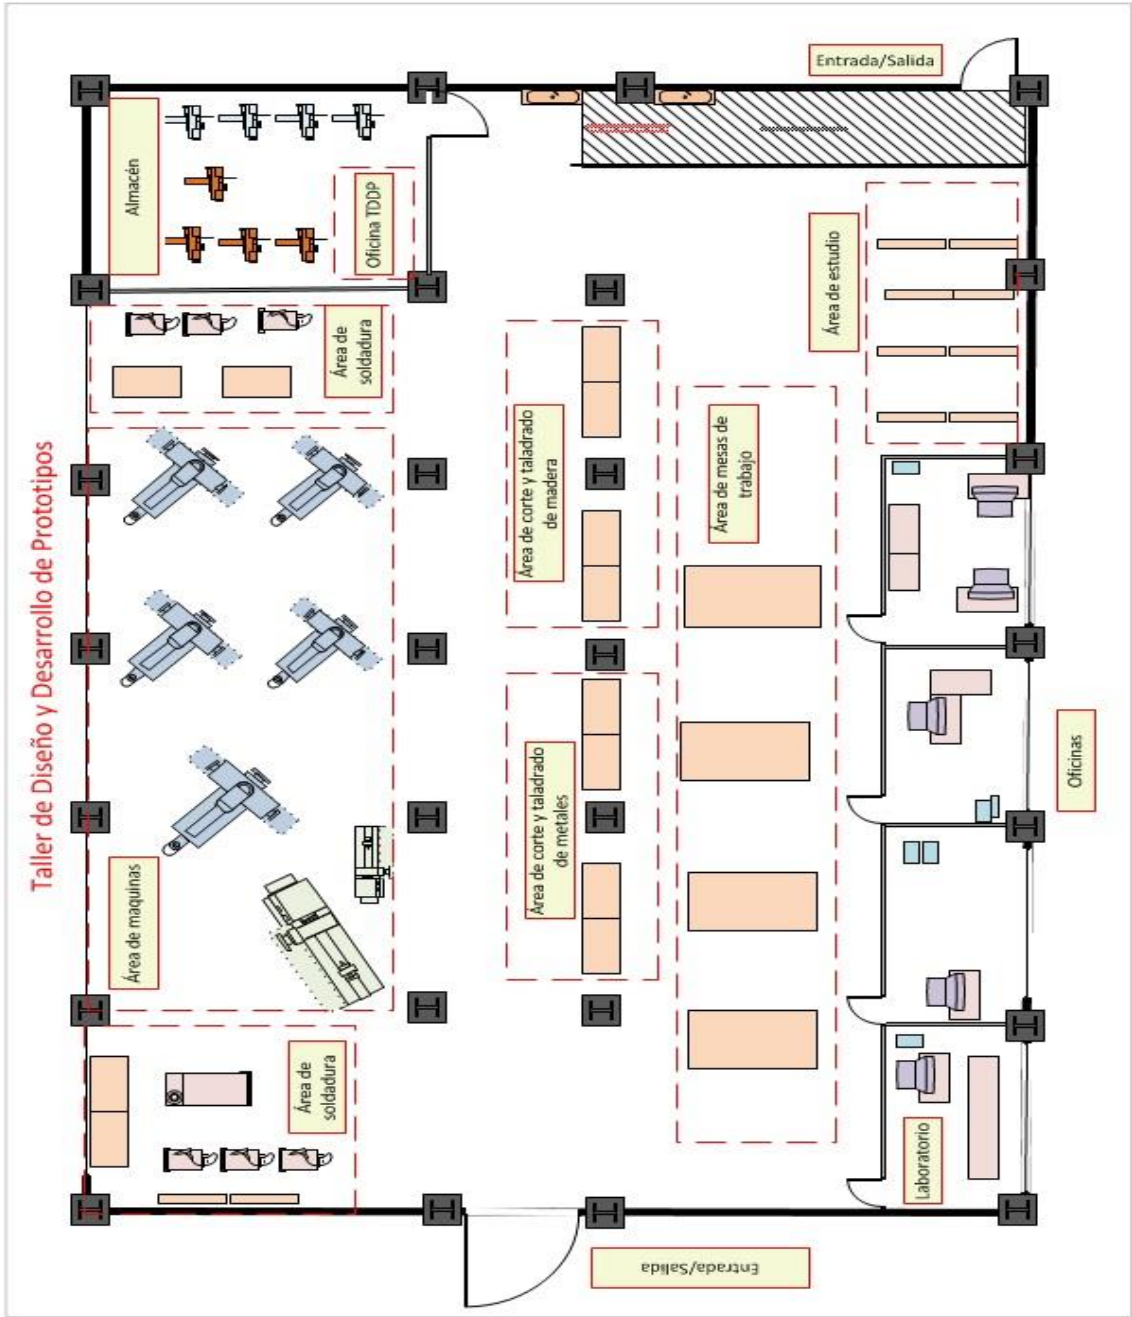 Taller de Diseño y Desarrollo de Prototipos
Entrada/Salida
Almacén
Oficina TDDP
Área de
soldadura
Área de estudio
Área de corte y taladrado
de madera
Área de mesas de
trabajo
Área de maquinas
Área de corte y taladrado
de metales
Oficinas
Área de
soldadura
Laboratorio
Entrada/Salida